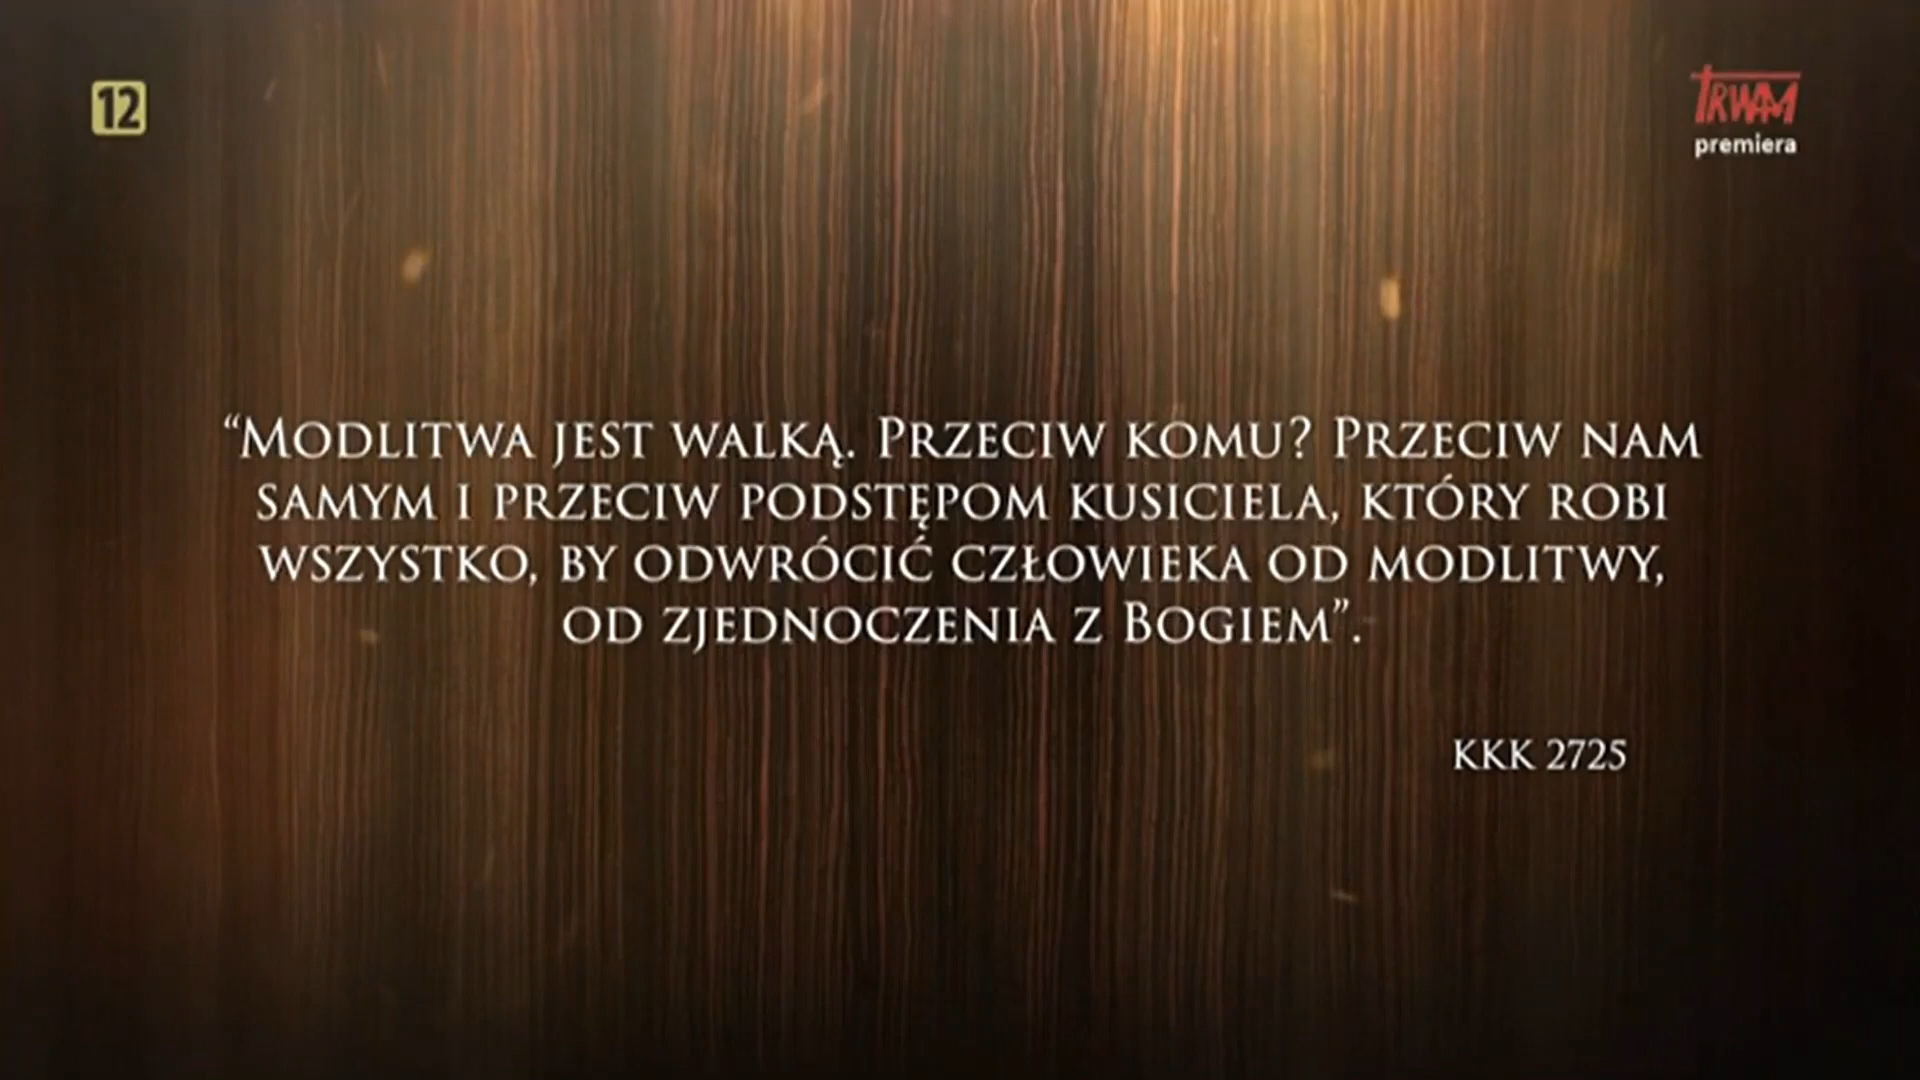 12
TRWAM
premiera
“Modlitwa jest walką. Przeciw komu? Przeciw nam
samym i przeciw podstępom kusiciela, który robi
wszystko, by odwrócić człowieka od modlitwy,
od zjednoczenia z Bogiem”.
KKK 2725